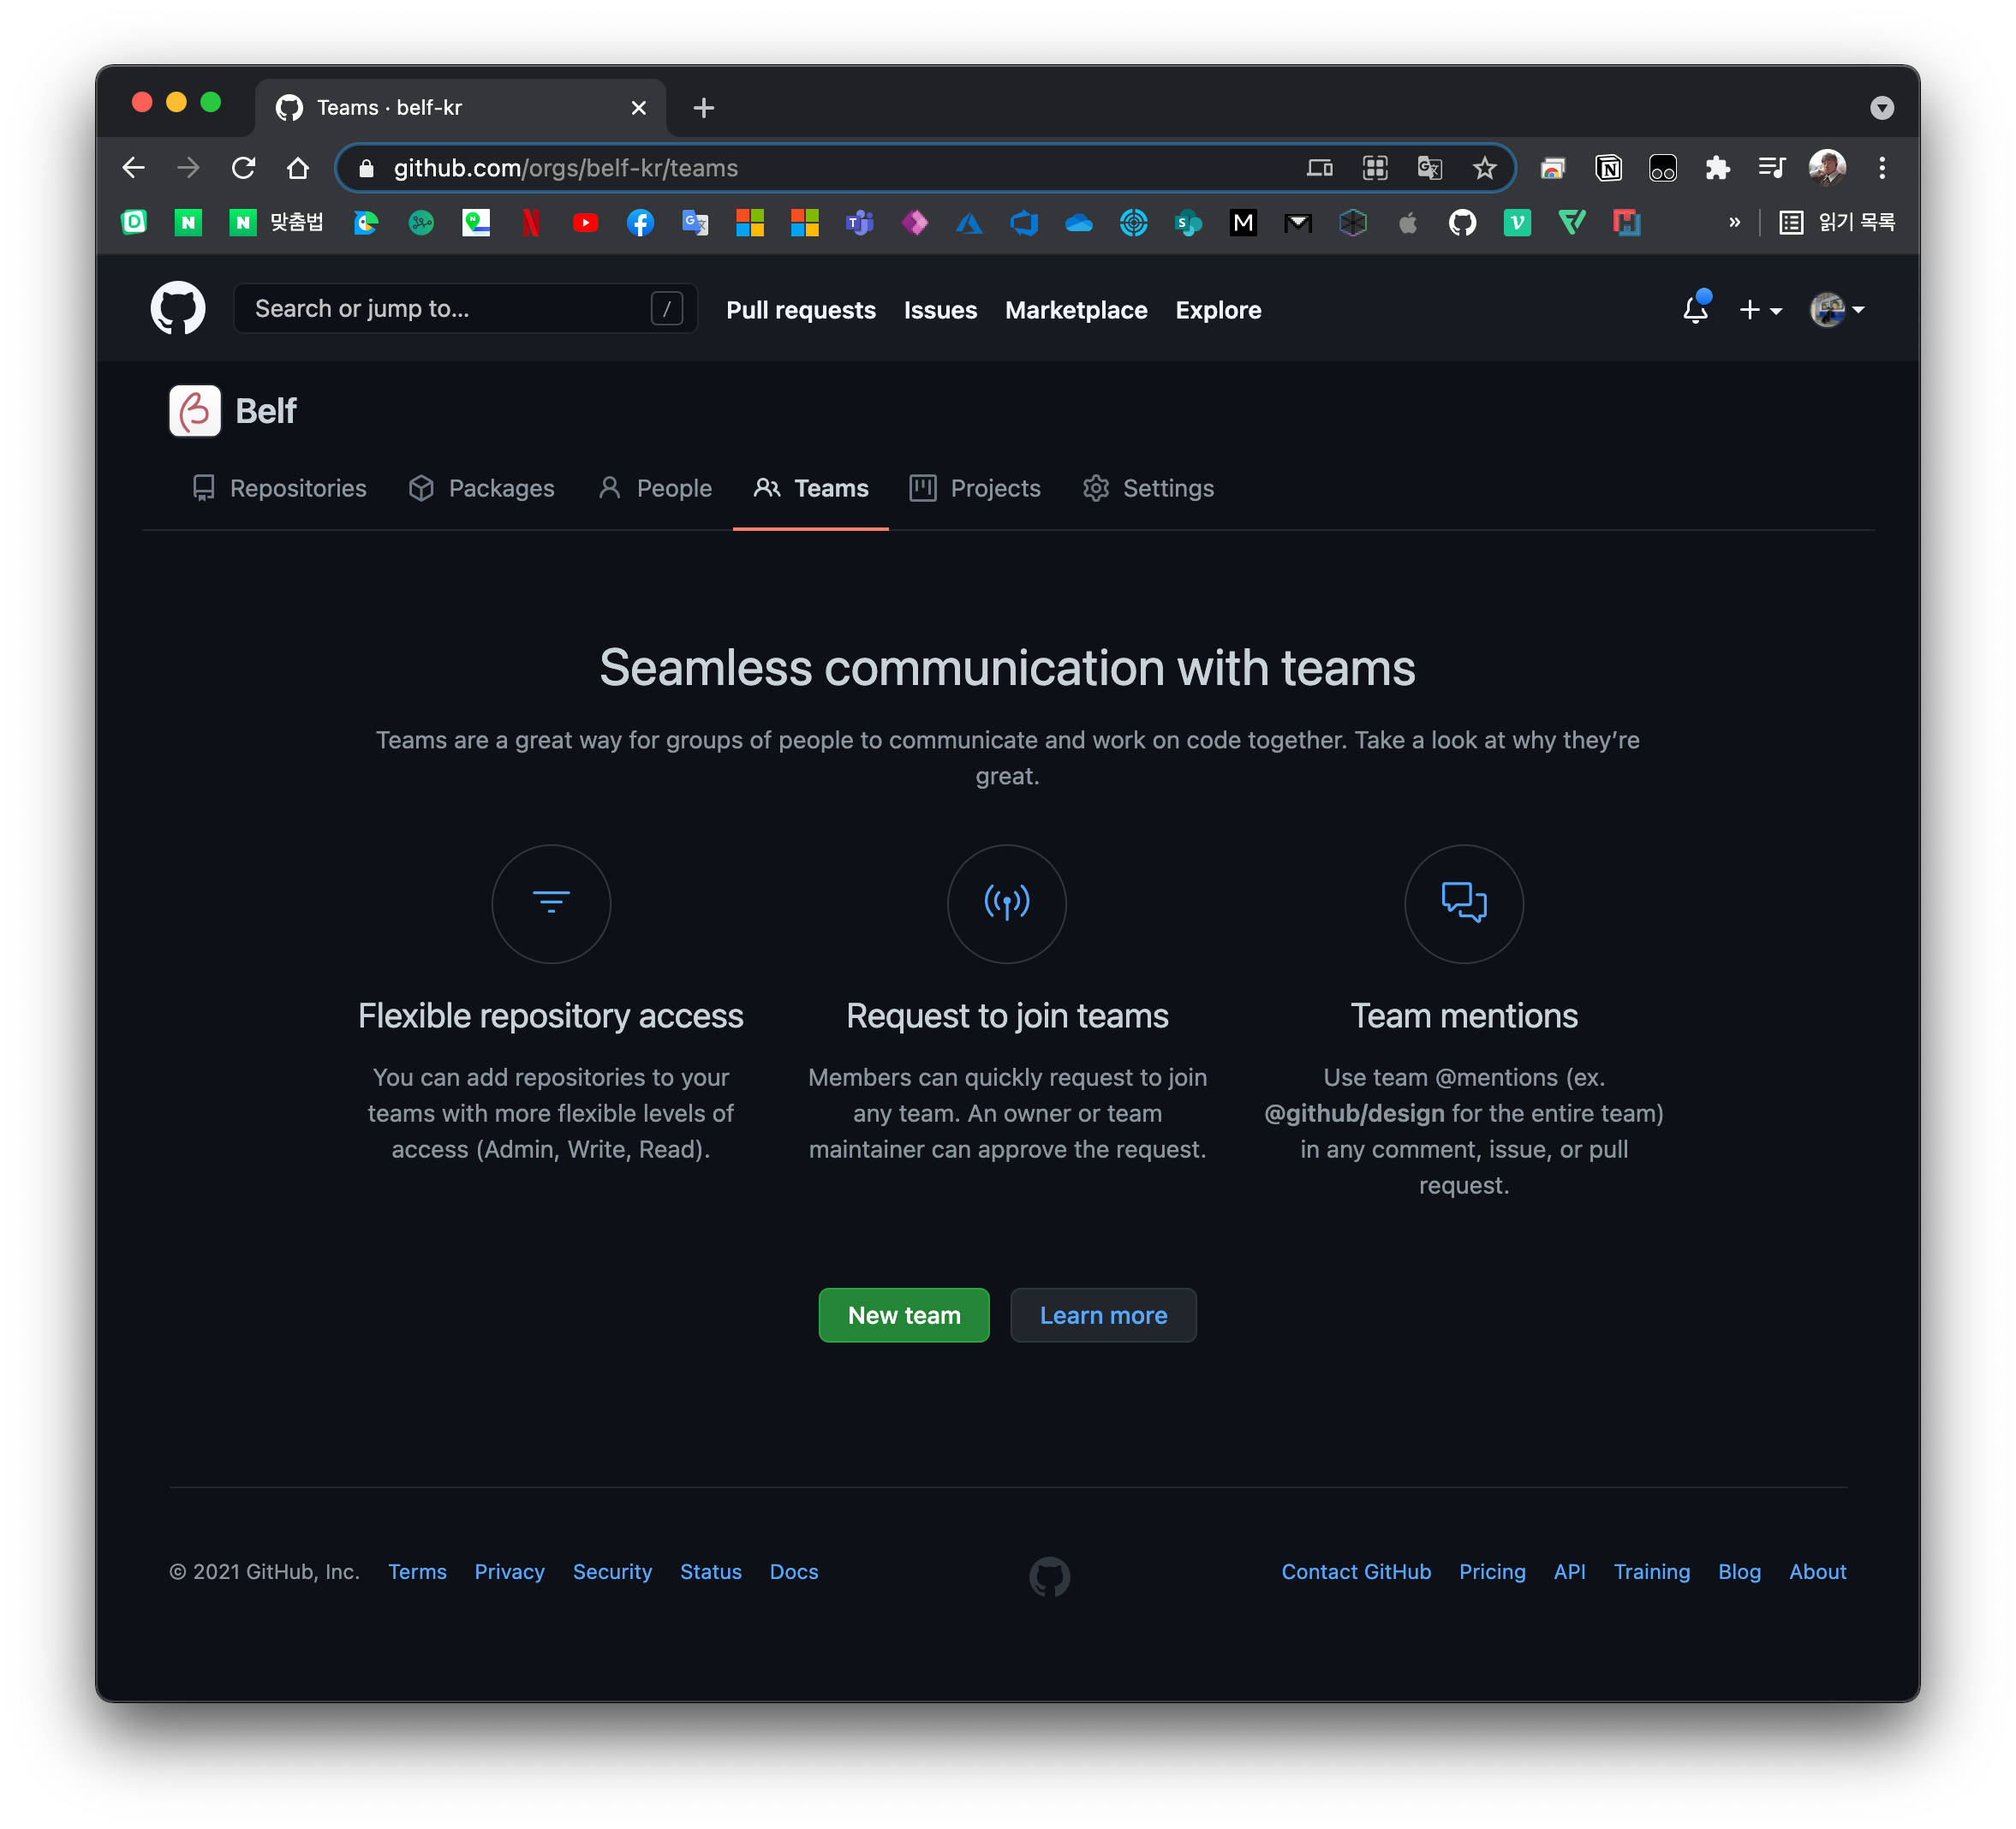 Teams · belf-kr
github.com/orgs/belf-kr/teams
맞춤법
읽기 목록
Search or jump to... /
Pull requests Issues Marketplace Explore
Belf
Repositories Packages People Teams Projects Settings
Seamless communication with teams
Teams are a great way for groups of people to communicate and work on code together. Take a look at why they’re
great.
Flexible repository access
You can add repositories to your
teams with more flexible levels of
access (Admin, Write, Read).
Request to join teams
Members can quickly request to join
any team. An owner or team
maintainer can approve the request.
Team mentions
Use team @mentions (ex.
@github/design for the entire team)
in any comment, issue, or pull
request.
New team Learn more
© 2021 GitHub, Inc. Terms Privacy Security Status Docs
Contact GitHub Pricing API Training Blog About